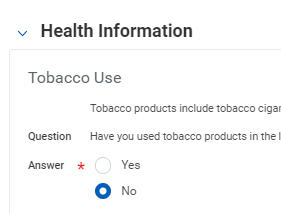 Health Information
Tobacco Use
Tobacco products include tobacco cigar
Question Have you used tobacco products in the l
Answer * Yes
No